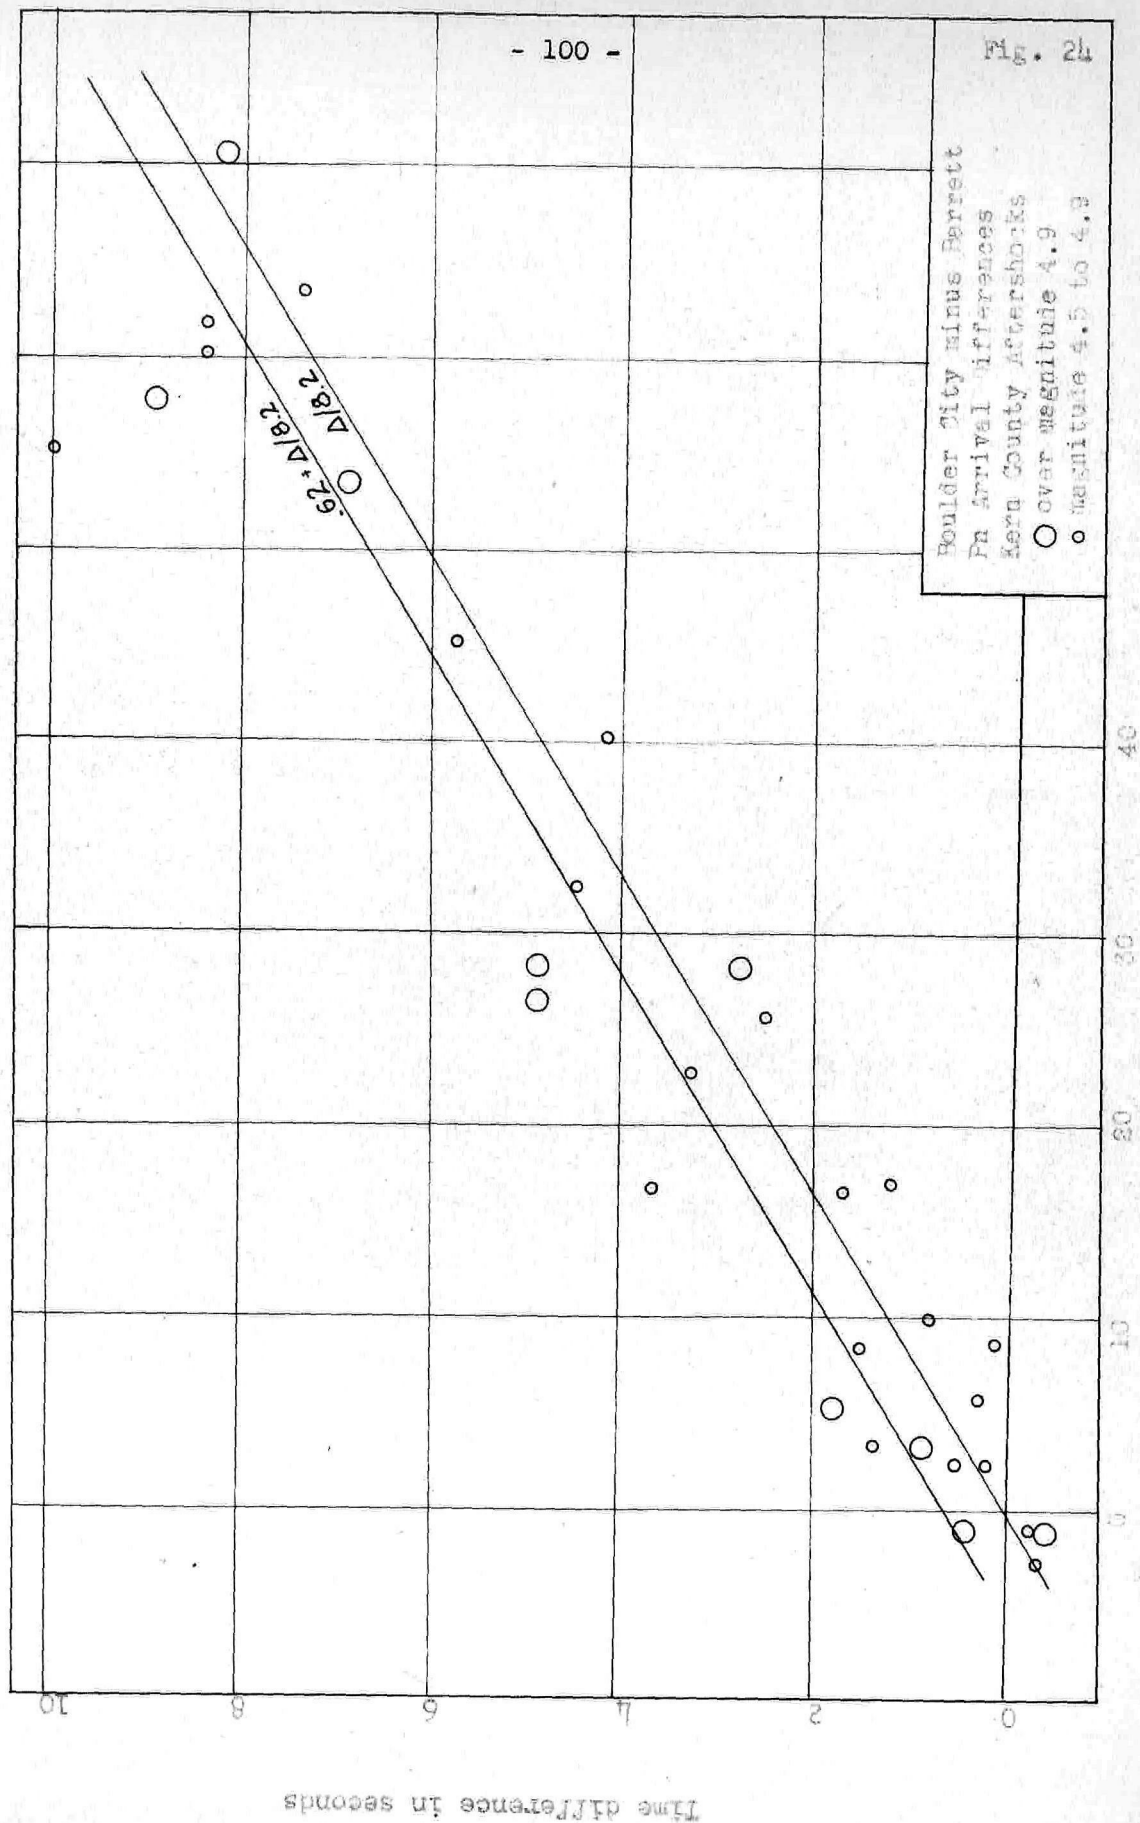 - 100 -
Fig. 24
Boulder City minus Barrett
Pn Arrival differences
Kern County Aftershocks
over magnitude 4.9
magnitude 4.5 to 4.9
.62 + Δ/8.2
Δ/8.2
10
8
6
4
2
0
Time difference in seconds
0
10
20
30
40